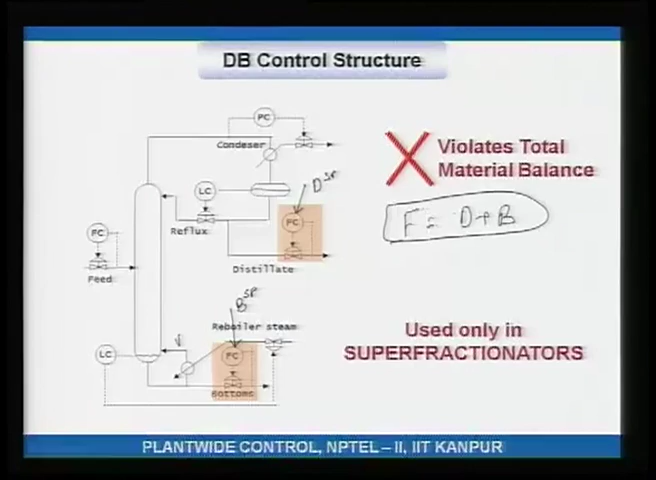 DB Control Structure
PC
Condeser
LC
Reflux
D^SP
FC
Distillate
FC
Feed
Violates Total
Material Balance
F = D + B
B^SP
Reboiler steam
LC
FC
Bottoms
Used only in
SUPERFRACTIONATORS
PLANTWIDE CONTROL, NPTEL – II, IIT KANPUR